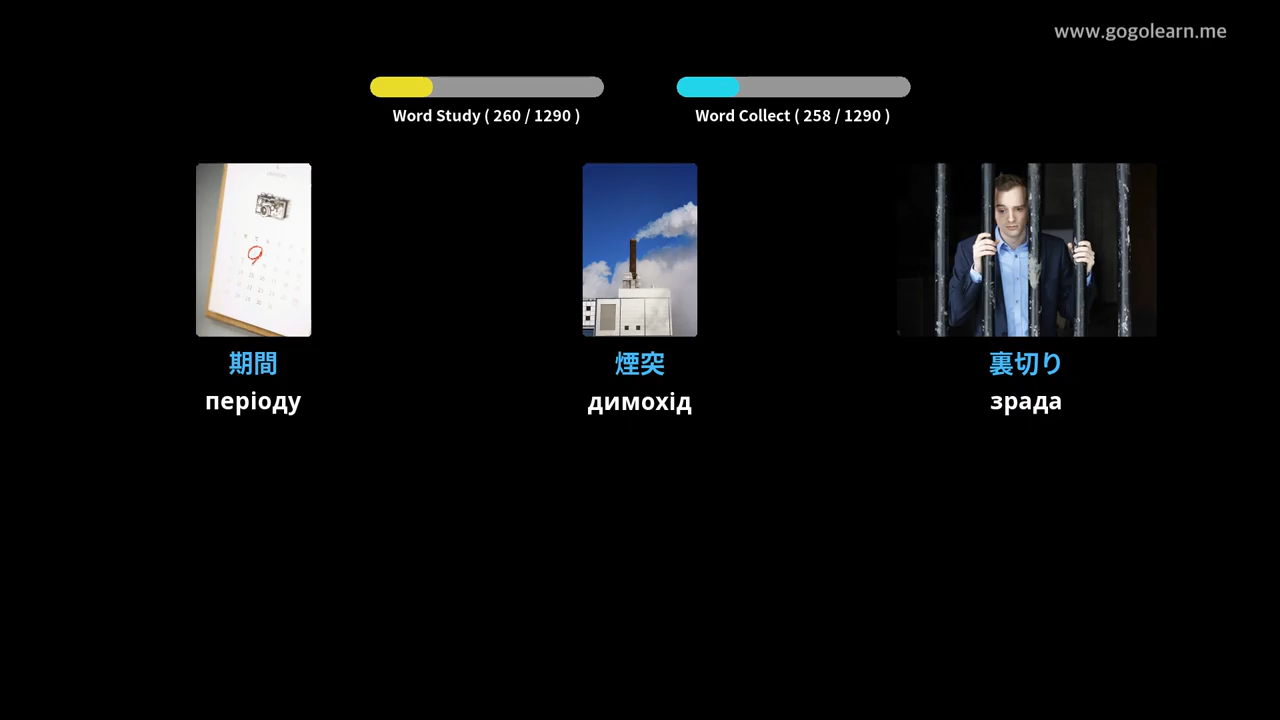 www.gogolearn.me
Word Study ( 260 / 1290 )
Word Collect ( 258 / 1290 )
期間
періоду
煙突
димохід
裏切り
зрада